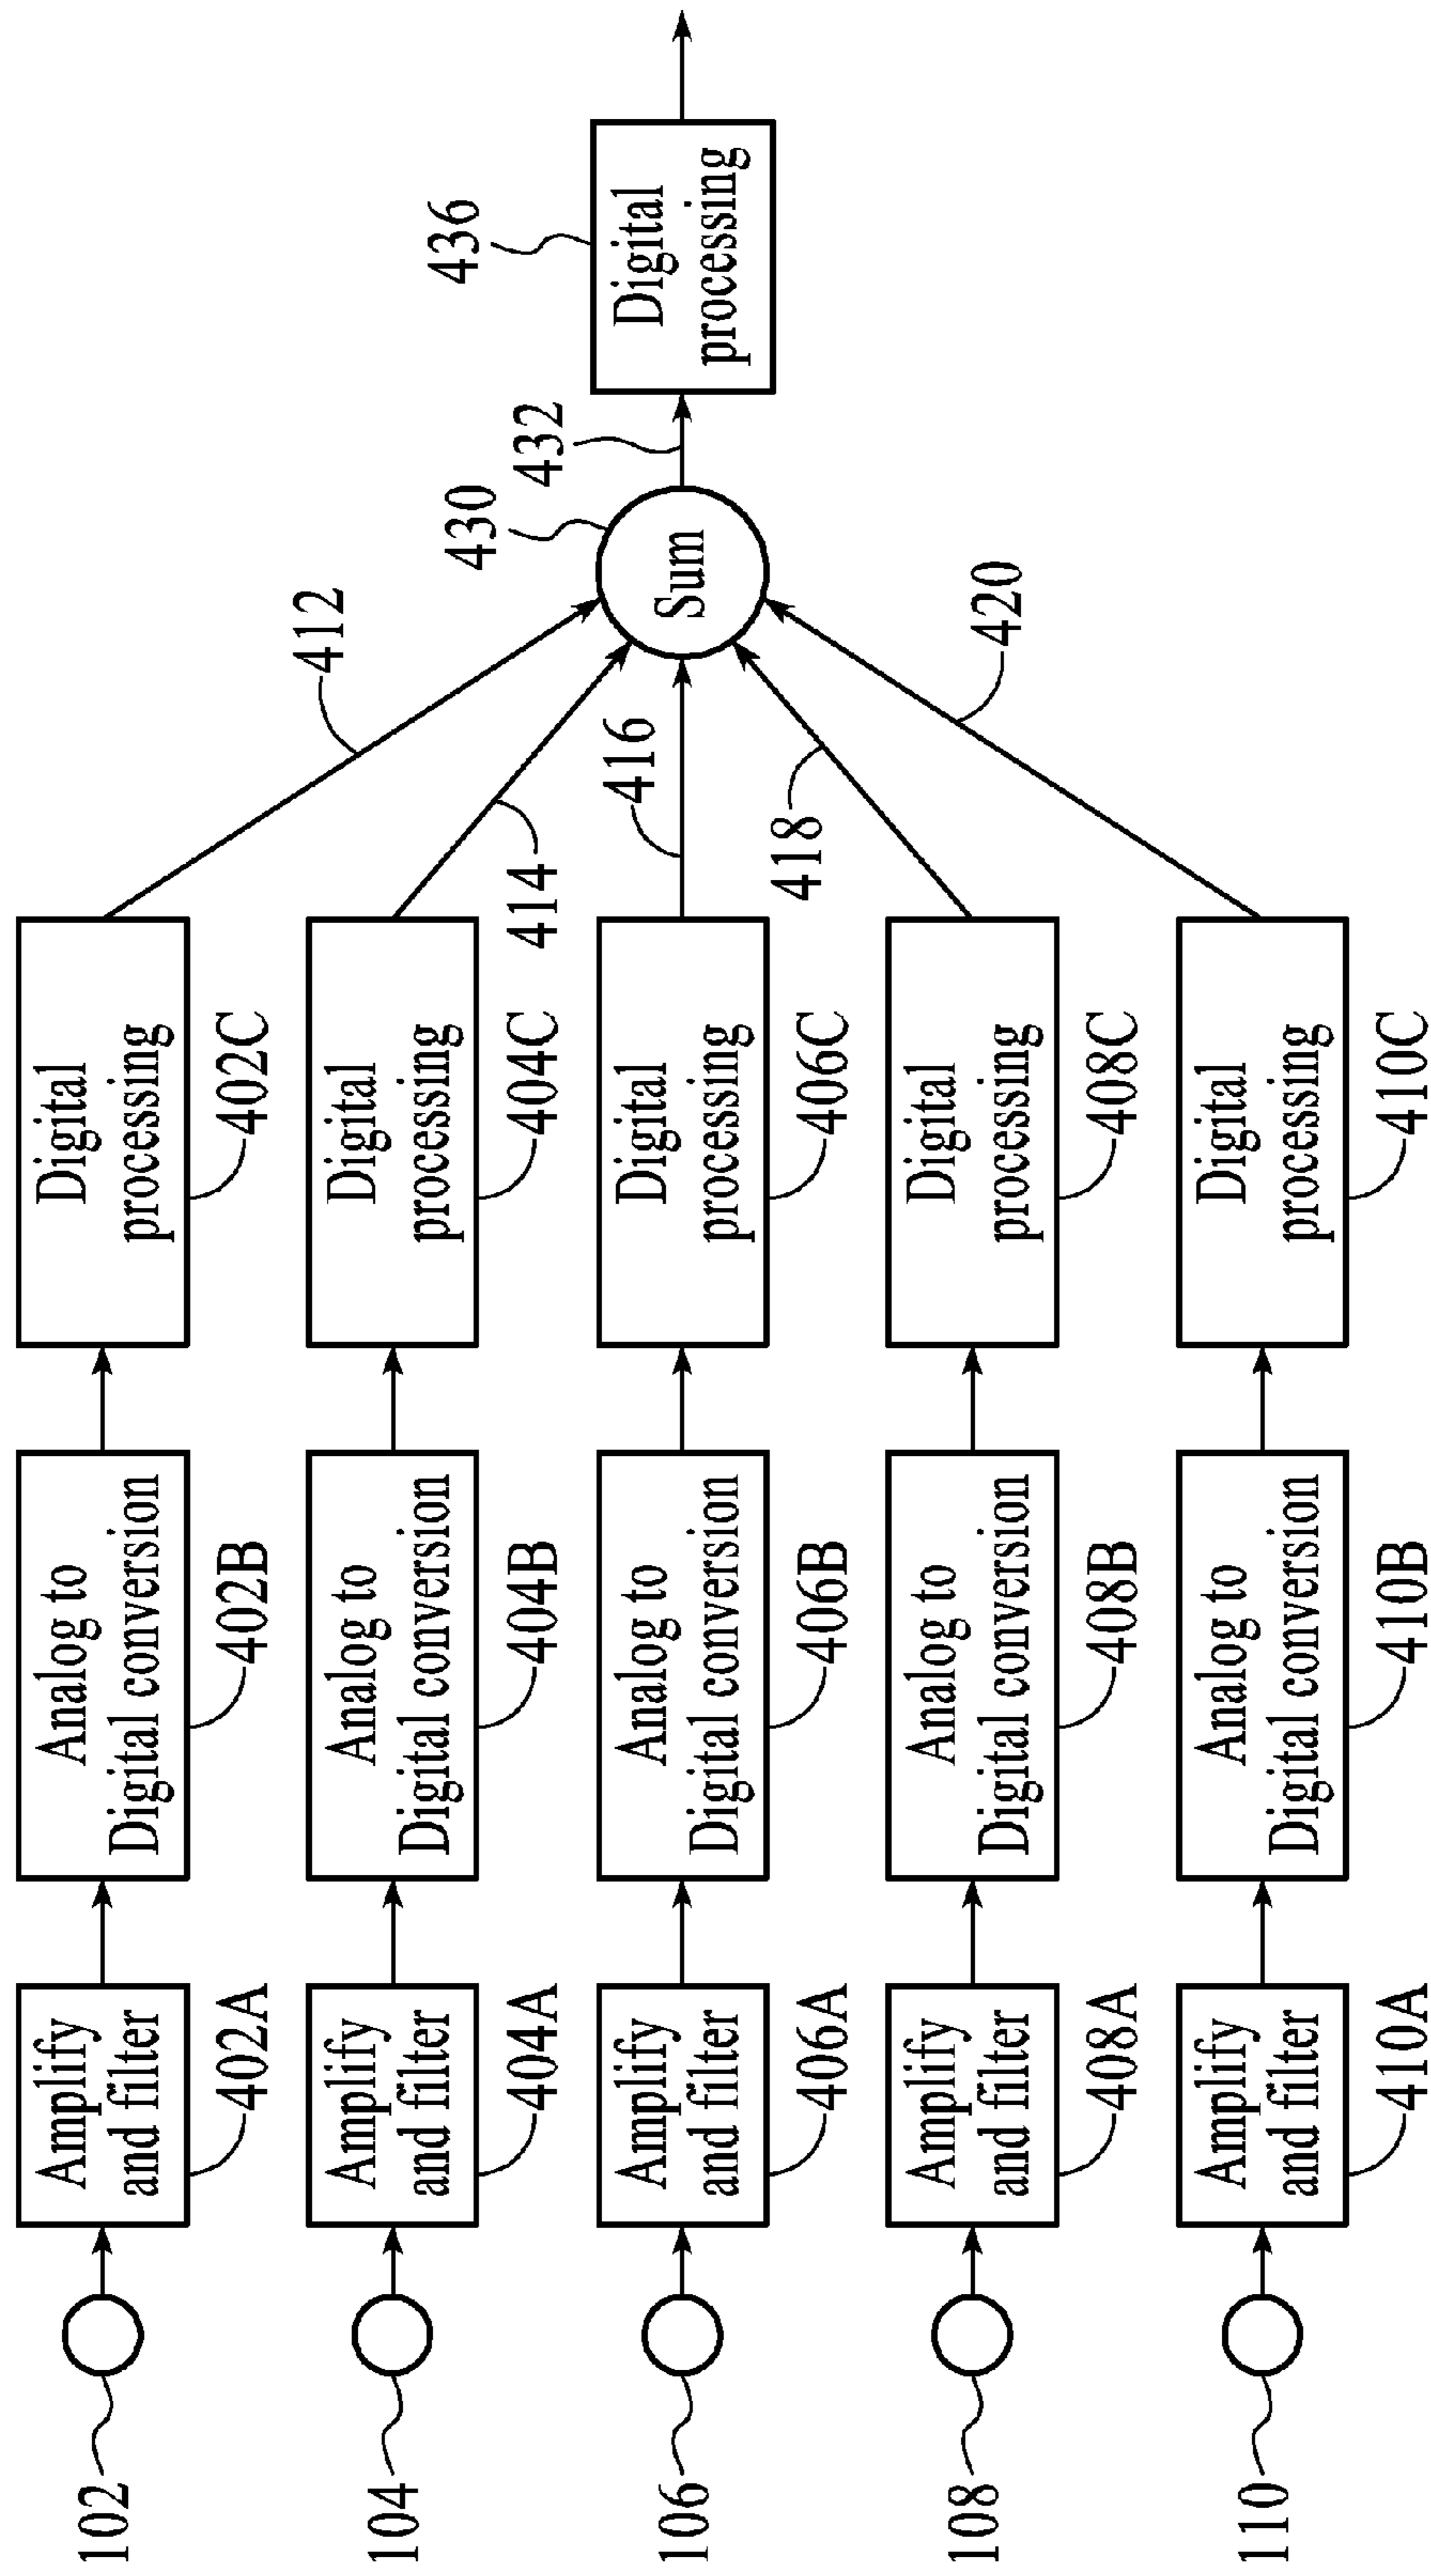 102
Amplify
and filter
402A
Analog to
Digital conversion
402B
Digital
processing
402C
412
104
Amplify
and filter
404A
Analog to
Digital conversion
404B
Digital
processing
404C
414
106
Amplify
and filter
406A
Analog to
Digital conversion
406B
Digital
processing
406C
416
108
Amplify
and filter
408A
Analog to
Digital conversion
408B
Digital
processing
408C
418
110
Amplify
and filter
410A
Analog to
Digital conversion
410B
Digital
processing
410C
420
430
Sum
432
436
Digital
processing